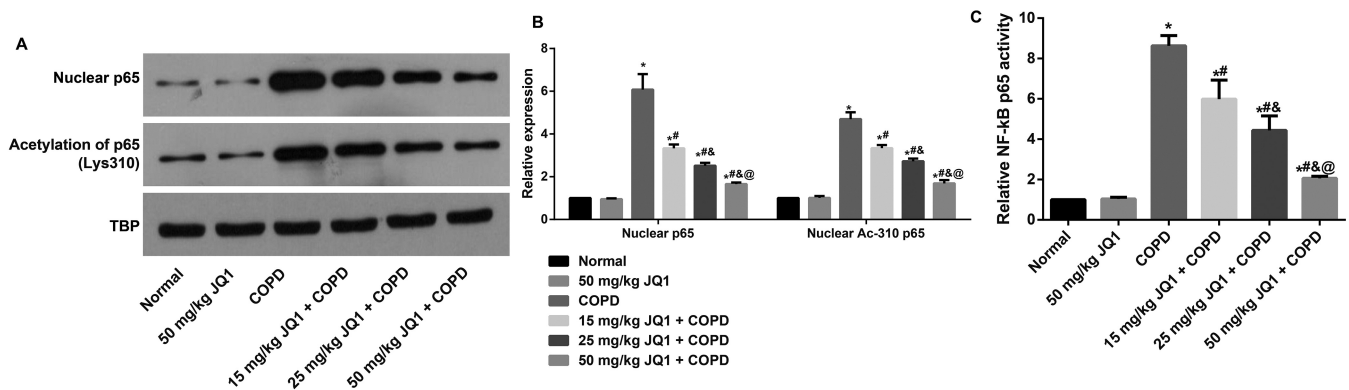 A
Nuclear p65
Acetylation of p65
(Lys310)
TBP
Normal
50 mg/kg JQ1
COPD
15 mg/kg JQ1 + COPD
25 mg/kg JQ1 + COPD
50 mg/kg JQ1 + COPD
B
Relative expression
8
6
4
2
0
*
*#
*#&
*#&@
*
*#
*#&
*#&@
Nuclear p65
Nuclear Ac-310 p65
Normal
50 mg/kg JQ1
COPD
15 mg/kg JQ1 + COPD
25 mg/kg JQ1 + COPD
50 mg/kg JQ1 + COPD
C
Relative NF-kB p65 activity
10
8
6
4
2
0
*
*#
*#&
*#&@
Normal
50 mg/kg JQ1
COPD
15 mg/kg JQ1 + COPD
25 mg/kg JQ1 + COPD
50 mg/kg JQ1 + COPD